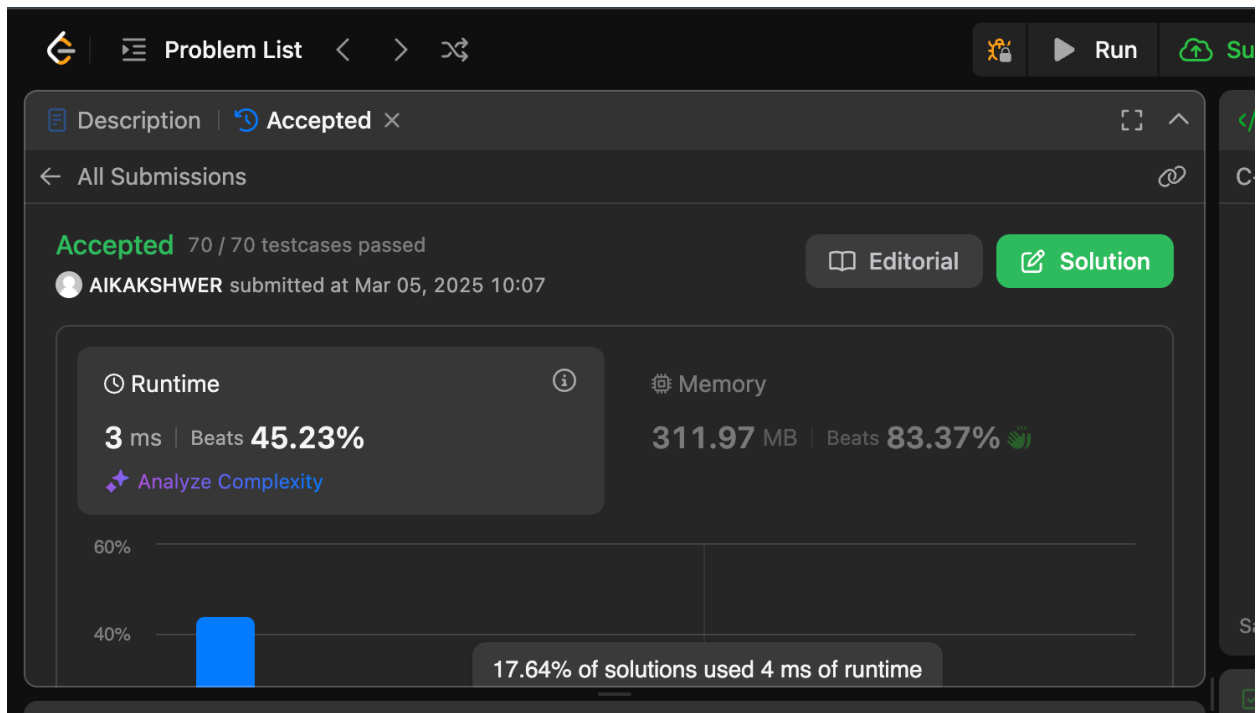 Problem List
Run
Su
Description
Accepted
All Submissions
C
Accepted 70 / 70 testcases passed
Editorial
Solution
AIKAKSHWER submitted at Mar 05, 2025 10:07
Runtime
3 ms Beats 45.23%
Analyze Complexity
Memory
311.97 MB Beats 83.37%
60%
40%
17.64% of solutions used 4 ms of runtime
Sa